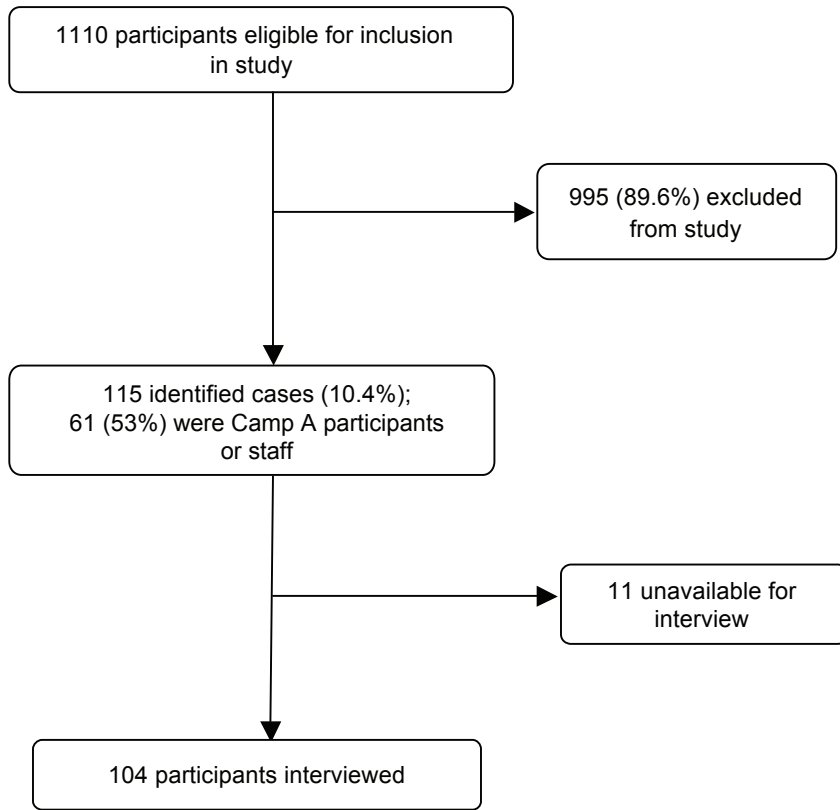 1110 participants eligible for inclusion
in study
995 (89.6%) excluded
from study
115 identified cases (10.4%);
61 (53%) were Camp A participants
or staff
11 unavailable for
interview
104 participants interviewed